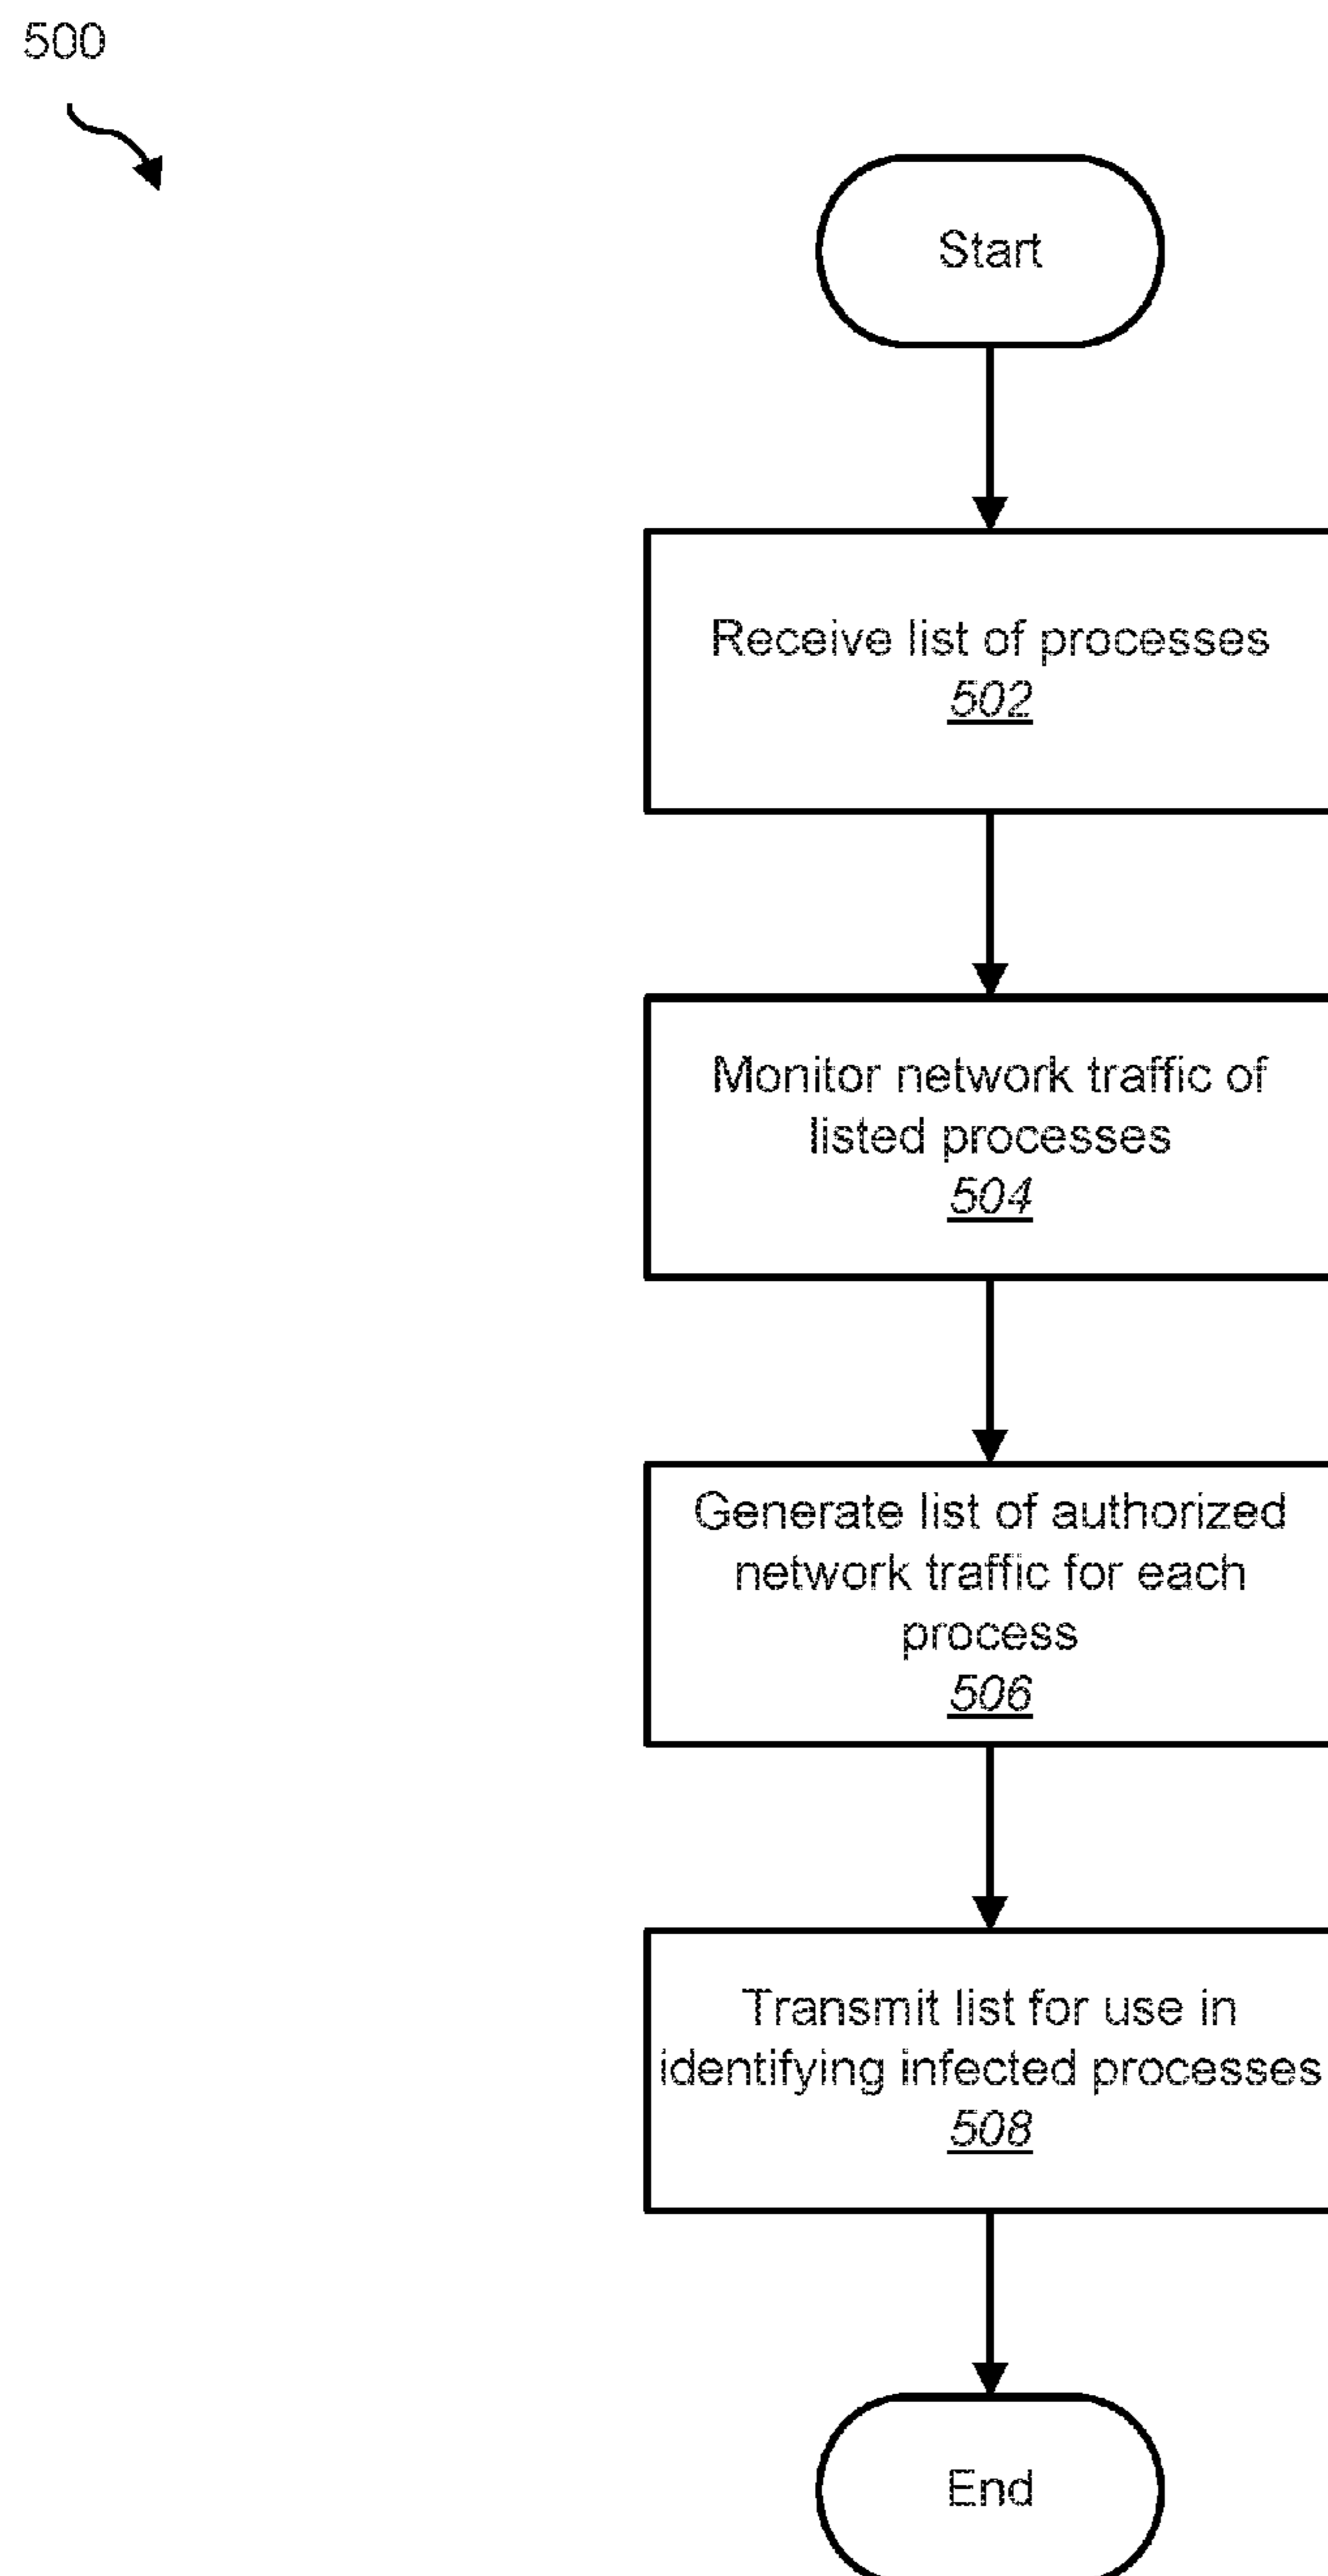 500
Start
Receive list of processes
502
Monitor network traffic of
listed processes
504
Generate list of authorized
network traffic for each
process
506
Transmit list for use in
identifying infected processes
508
End